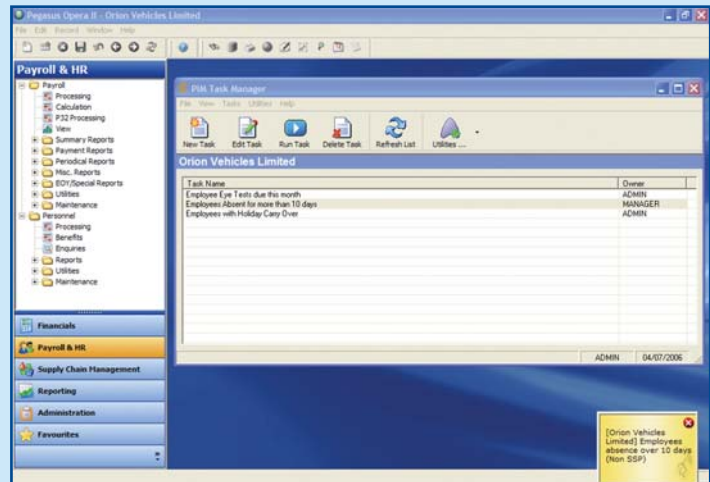 Pegasus Opera II - Orion Vehicles Limited
File Edit Record Window Help
Payroll & HR
Payroll
Processing
Calculation
P32 Processing
View
Summary Reports
Payment Reports
Periodical Reports
Misc. Reports
EOY/Special Reports
Utilities
Maintenance
Personnel
Processing
Benefits
Enquiries
Reports
Utilities
Maintenance
Financials
Payroll & HR
Supply Chain Management
Reporting
Administration
Favourites
PIM Task Manager
File View Tasks Utilities Help
New Task Edit Task Run Task Delete Task Refresh List Utilities ...
Orion Vehicles Limited
Task Name Owner
Employee Eye Tests due this month ADMIN
Employees Absent for more than 10 days MANAGER
Employees with Holiday Carry Over ADMIN
ADMIN 04/07/2006
[Orion Vehicles
Limited] Employees
absence over 10 days
(Non SSP)